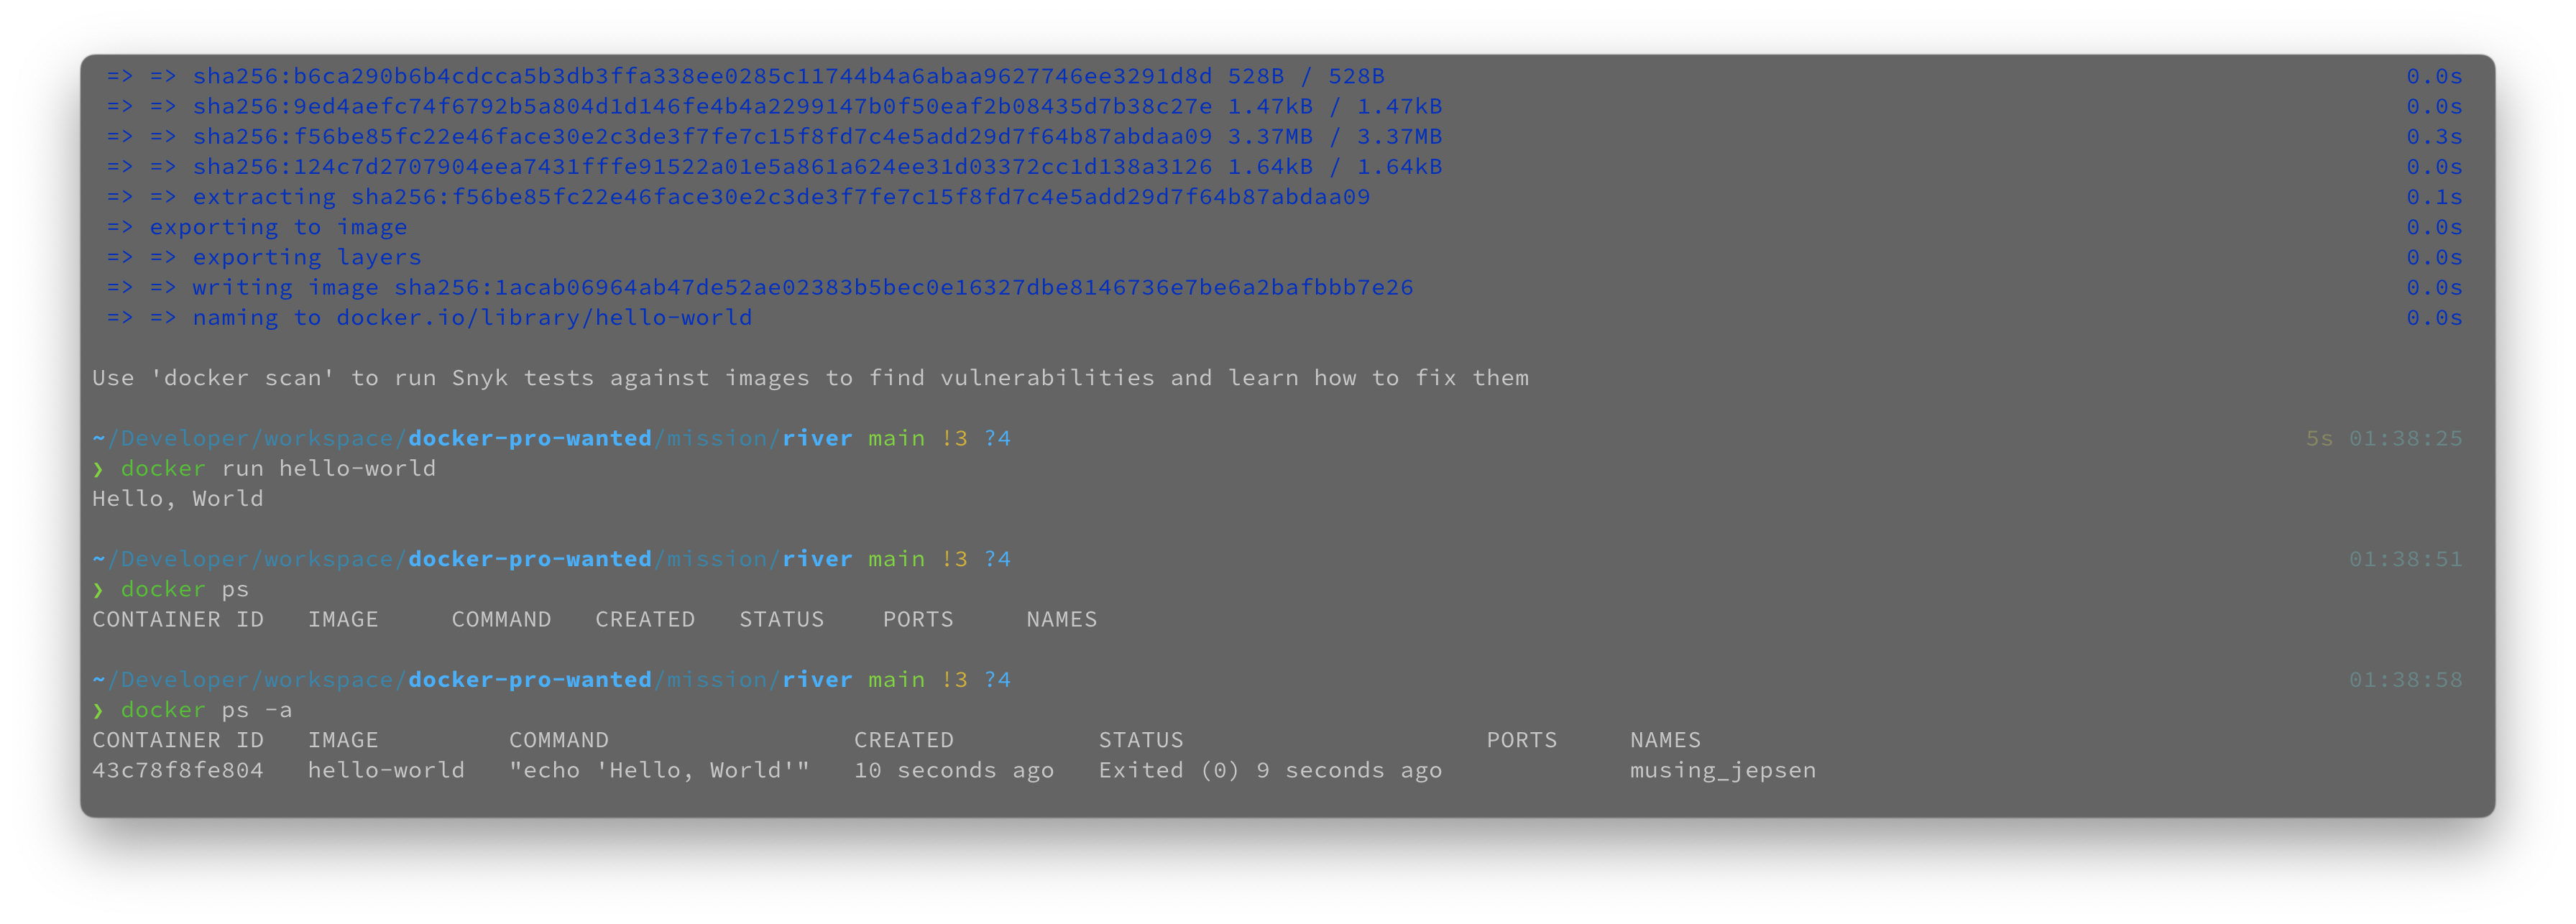 => => sha256:b6ca290b6b4cdcca5b3db3ffa338ee0285c11744b4a6abaa9627746ee3291d8d 528B / 528B 0.0s
=> => sha256:9ed4aefc74f6792b5a804d1d146fe4b4a2299147b0f50eaf2b08435d7b38c27e 1.47kB / 1.47kB 0.0s
=> => sha256:f56be85fc22e46face30e2c3de3f7fe7c15f8fd7c4e5add29d7f64b87abdaa09 3.37MB / 3.37MB 0.3s
=> => sha256:124c7d2707904eea7431fffe91522a01e5a861a624ee31d03372cc1d138a3126 1.64kB / 1.64kB 0.0s
=> => extracting sha256:f56be85fc22e46face30e2c3de3f7fe7c15f8fd7c4e5add29d7f64b87abdaa09 0.1s
=> exporting to image 0.0s
=> => exporting layers 0.0s
=> => writing image sha256:1acab06964ab47de52ae02383b5bec0e16327dbe8146736e7be6a2bafbbb7e26 0.0s
=> => naming to docker.io/library/hello-world 0.0s
Use 'docker scan' to run Snyk tests against images to find vulnerabilities and learn how to fix them
~/Developer/workspace/docker-pro-wanted/mission/river main !3 ?4 5s 01:38:25
❯ docker run hello-world
Hello, World
~/Developer/workspace/docker-pro-wanted/mission/river main !3 ?4 01:38:51
❯ docker ps
CONTAINER ID IMAGE COMMAND CREATED STATUS PORTS NAMES
~/Developer/workspace/docker-pro-wanted/mission/river main !3 ?4 01:38:58
❯ docker ps -a
CONTAINER ID IMAGE COMMAND CREATED STATUS PORTS NAMES
43c78f8fe804 hello-world "echo 'Hello, World'" 10 seconds ago Exited (0) 9 seconds ago musing_jepsen